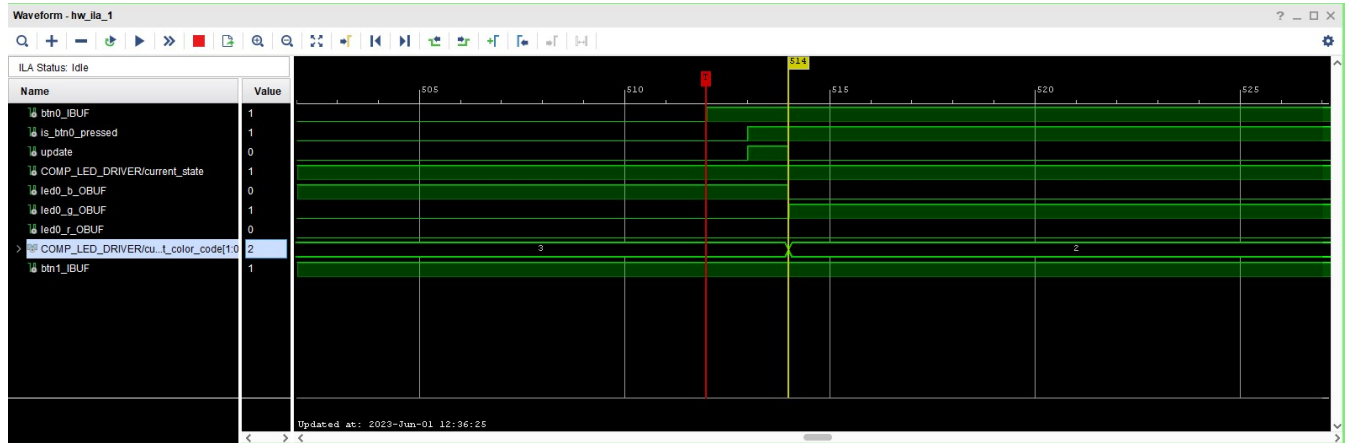 Waveform - hw_ila_1
ILA Status: Idle
Name Value
514
T
505 510 515 520 525
btn0_IBUF 1
is_btn0_pressed 1
update 0
COMP_LED_DRIVER/current_state 1
led0_b_OBUF 0
led0_g_OBUF 1
led0_r_OBUF 0
COMP_LED_DRIVER/cu...t_color_code[1:0 2 3 2
btn1_IBUF 1
Updated at: 2023-Jun-01 12:36:25